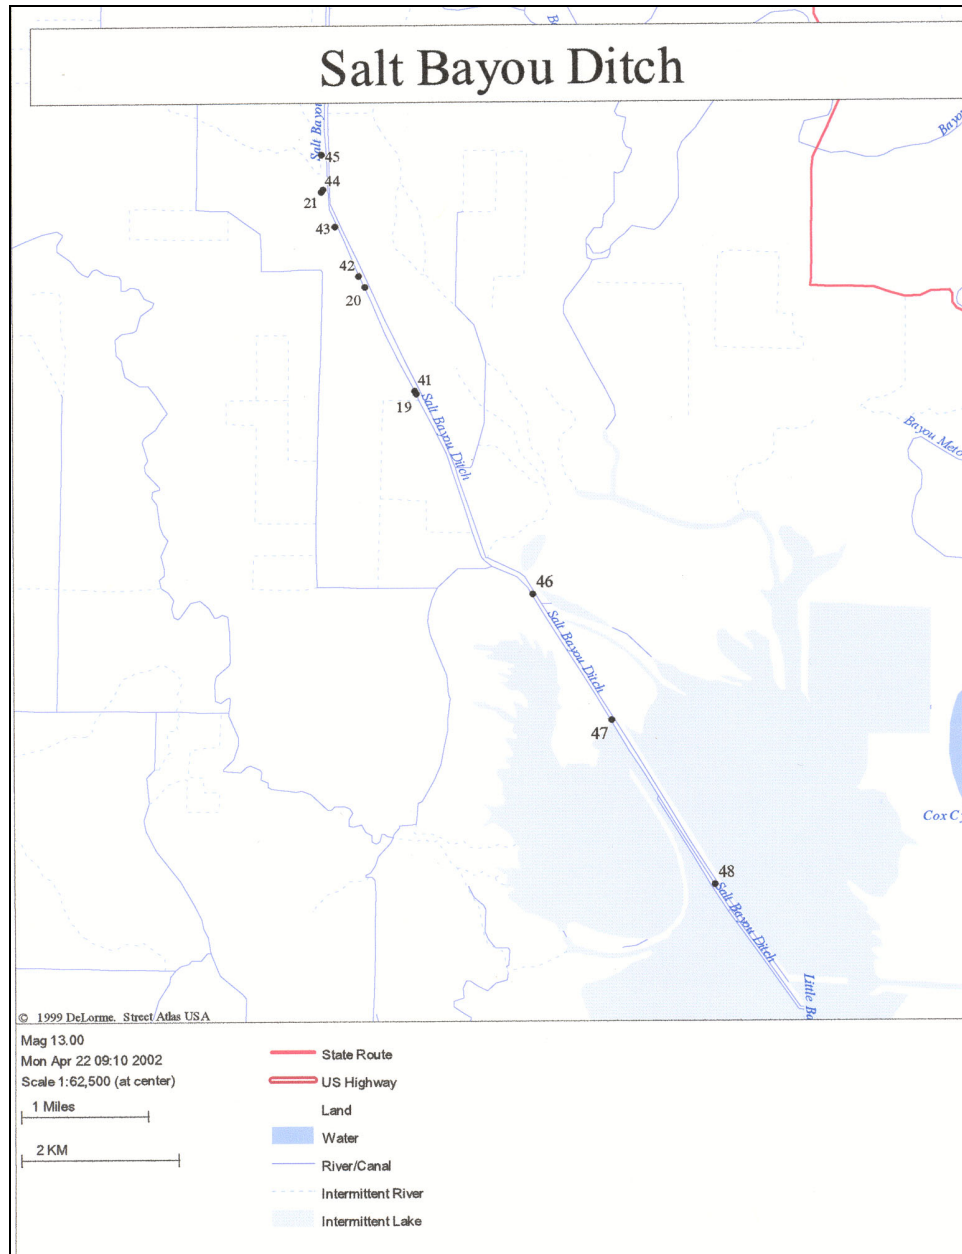 Ba
Salt Bayou Ditch
Bayou
Salt Bayou
45
44
21
43
42
20
41
19
Salt Bayou Ditch
Bayou Meto
46
Salt Bayou Ditch
47
Cox Cy
48
Salt Bayou Ditch
Little Ba
© 1999 DeLorme. Street Atlas USA
Mag 13.00
Mon Apr 22 09:10 2002
Scale 1:62,500 (at center)
1 Miles
2 KM
State Route
US Highway
Land
Water
River/Canal
Intermittent River
Intermittent Lake